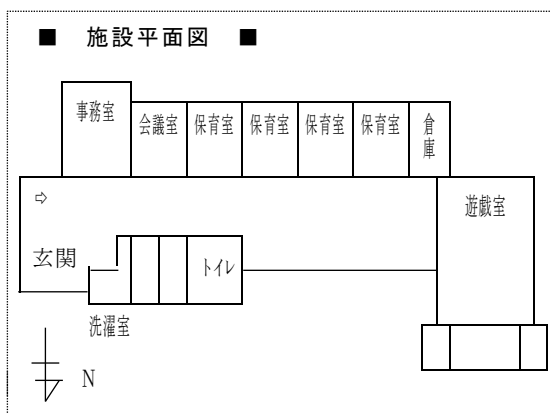 ■ 施設平面図 ■
事務室
会議室
保育室
保育室
保育室
保育室
倉庫
⇨
遊戯室
玄関
トイレ
洗濯室
N